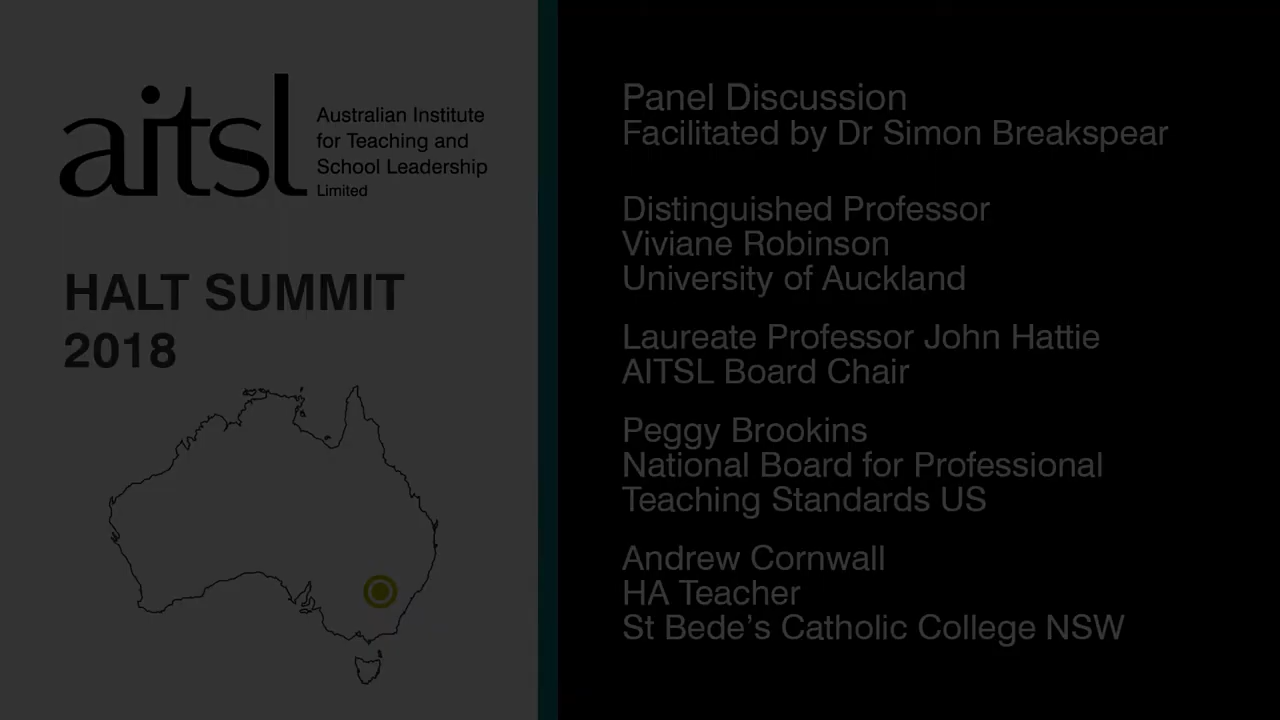 aitsl
Australian Institute
for Teaching and
School Leadership
Limited
HALT SUMMIT
2018
Panel Discussion
Facilitated by Dr Simon Breakspear
Distinguished Professor
Viviane Robinson
University of Auckland
Laureate Professor John Hattie
AITSL Board Chair
Peggy Brookins
National Board for Professional
Teaching Standards US
Andrew Cornwall
HA Teacher
St Bede’s Catholic College NSW